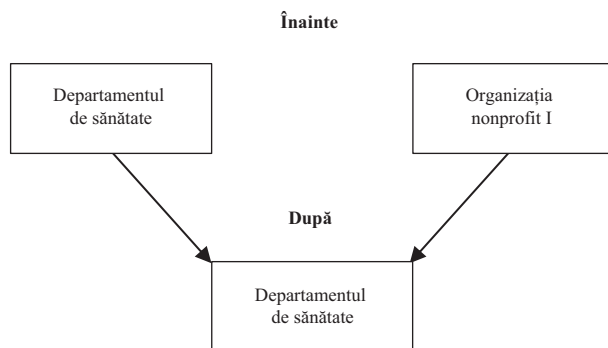 Înainte
Departamentul
de sănătate
Organizația
nonprofit I
După
Departamentul
de sănătate